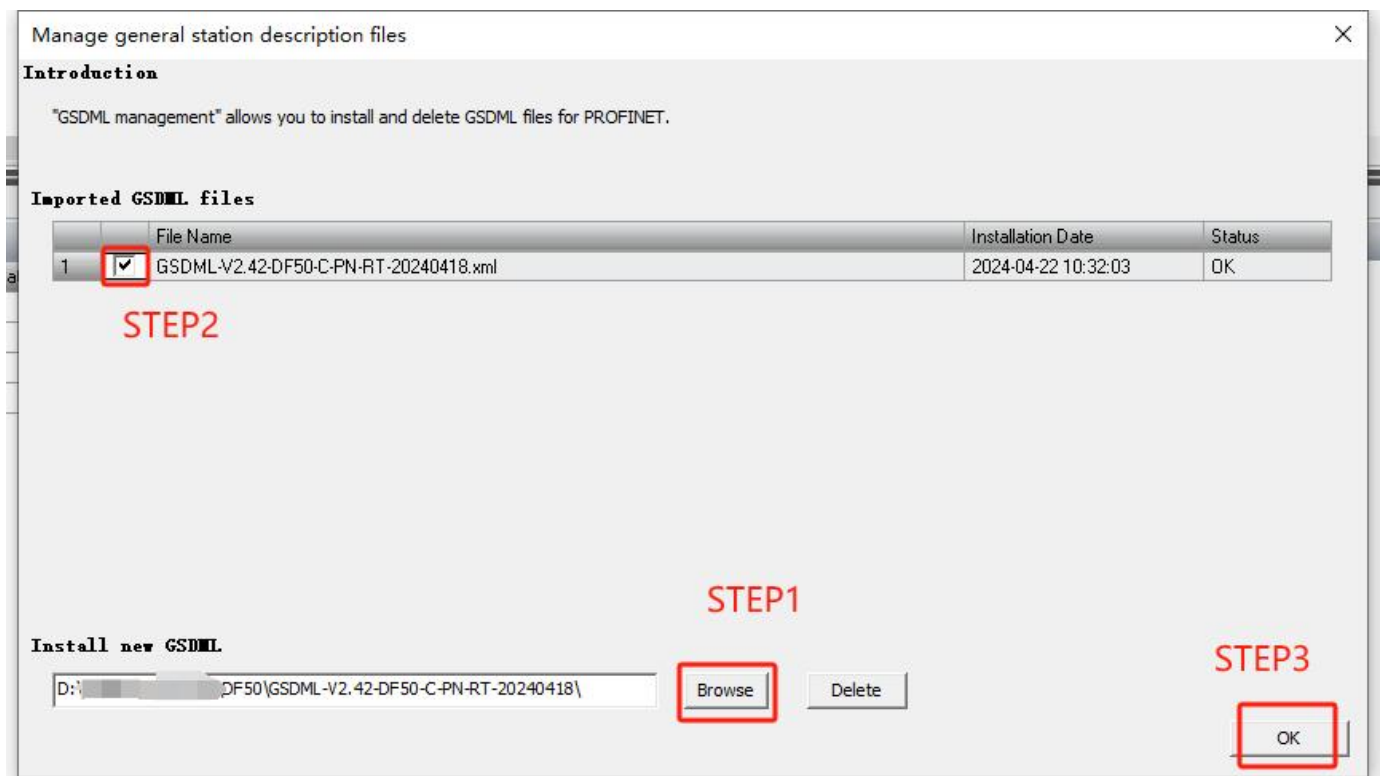 Manage general station description files
Introduction
"GSDML management" allows you to install and delete GSDML files for PROFINET.
Imported GSDML files
File Name Installation Date Status
1 GSDML-V2.42-DF50-C-PN-RT-20240418.xml 2024-04-22 10:32:03 OK
STEP2
STEP1
Install new GSDML
STEP3
D:\ DF50\GSDML-V2.42-DF50-C-PN-RT-20240418\ Browse Delete
OK